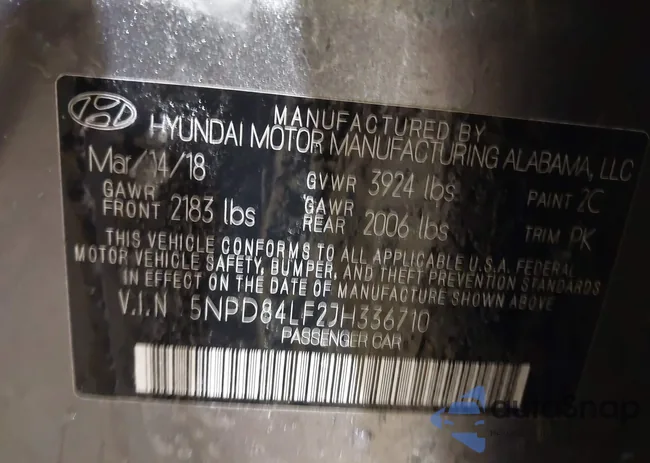 MANUFACTURED BY
HYUNDAI MOTOR MANUFACTURING ALABAMA, LLC
Mar/14/18 GVWR 3924 lbs PAINT 2C
GAWR FRONT 2183 lbs GAWR REAR 2006 lbs TRIM PK
THIS VEHICLE CONFORMS TO ALL APPLICABLE U.S.A. FEDERAL
MOTOR VEHICLE SAFETY, BUMPER, AND THEFT PREVENTION STANDARDS
IN EFFECT ON THE DATE OF MANUFACTURE SHOWN ABOVE
V.I.N 5NPD84LF2JH336710
PASSENGER CAR
AutoSnap